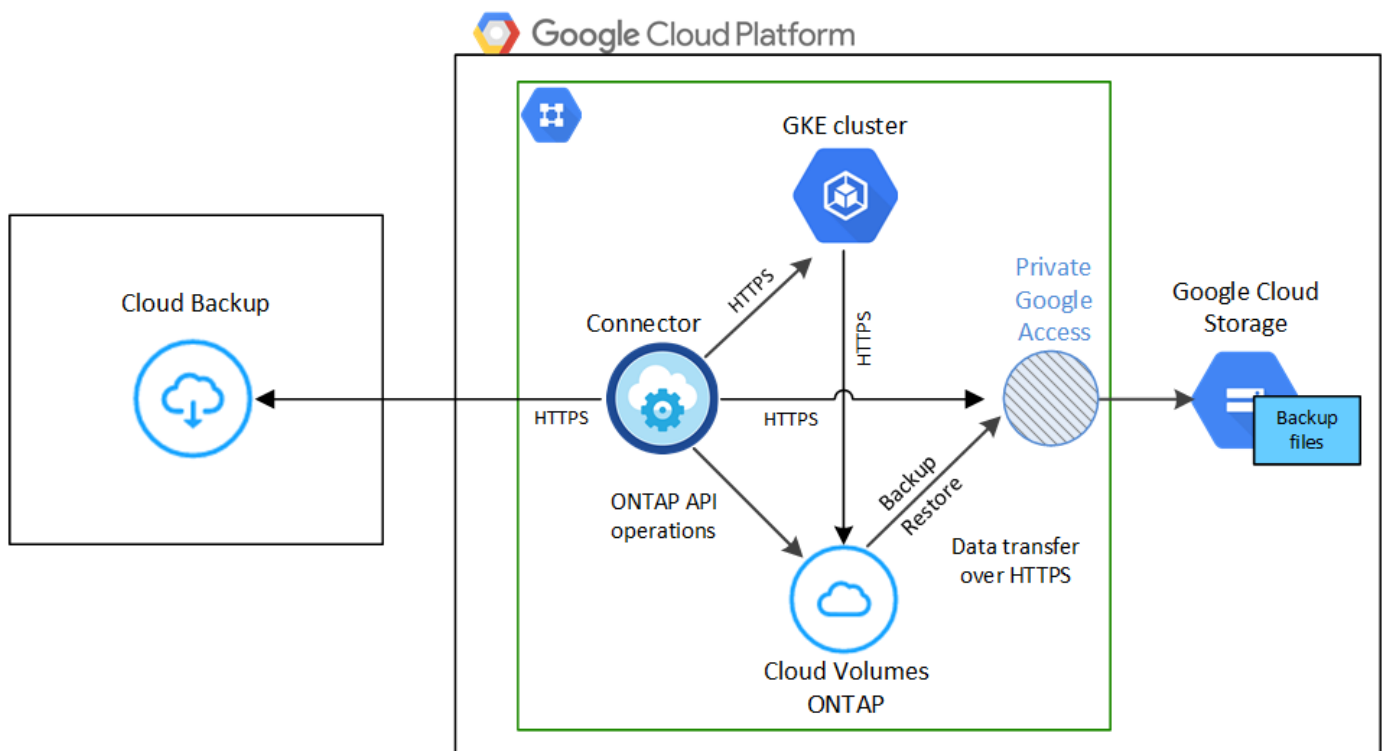 Google Cloud Platform
GKE cluster
Cloud Backup
Connector
HTTPS
HTTPS
Private
Google
Access
Google Cloud
Storage
HTTPS
HTTPS
Backup
files
ONTAP API
operations
Backup
Restore
Data transfer
over HTTPS
Cloud Volumes
ONTAP